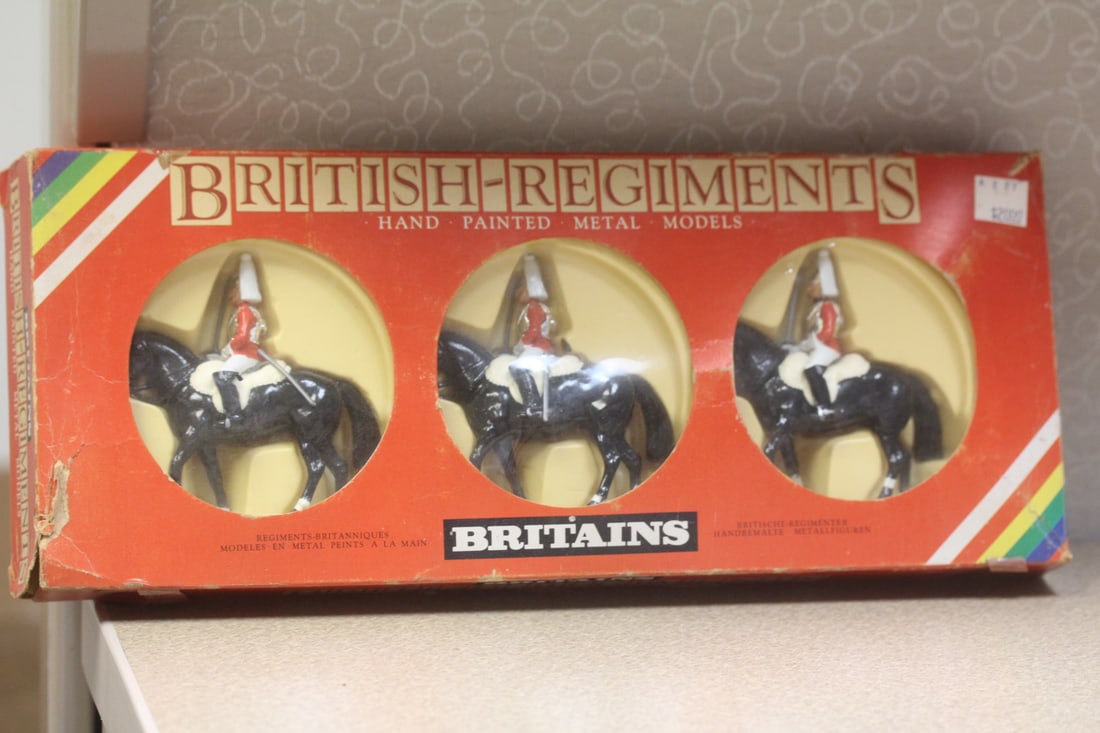 BRITISH-REGIMENTS
· HAND · PAINTED · METAL · MODELS ·
REGIMENTS-BRITANNIQUES
MODELES EN METAL PEINTS A LA MAIN
BRITAINS
BRITISCHE-REGIMENTER
HANDBEMALTE METALLFIGUREN